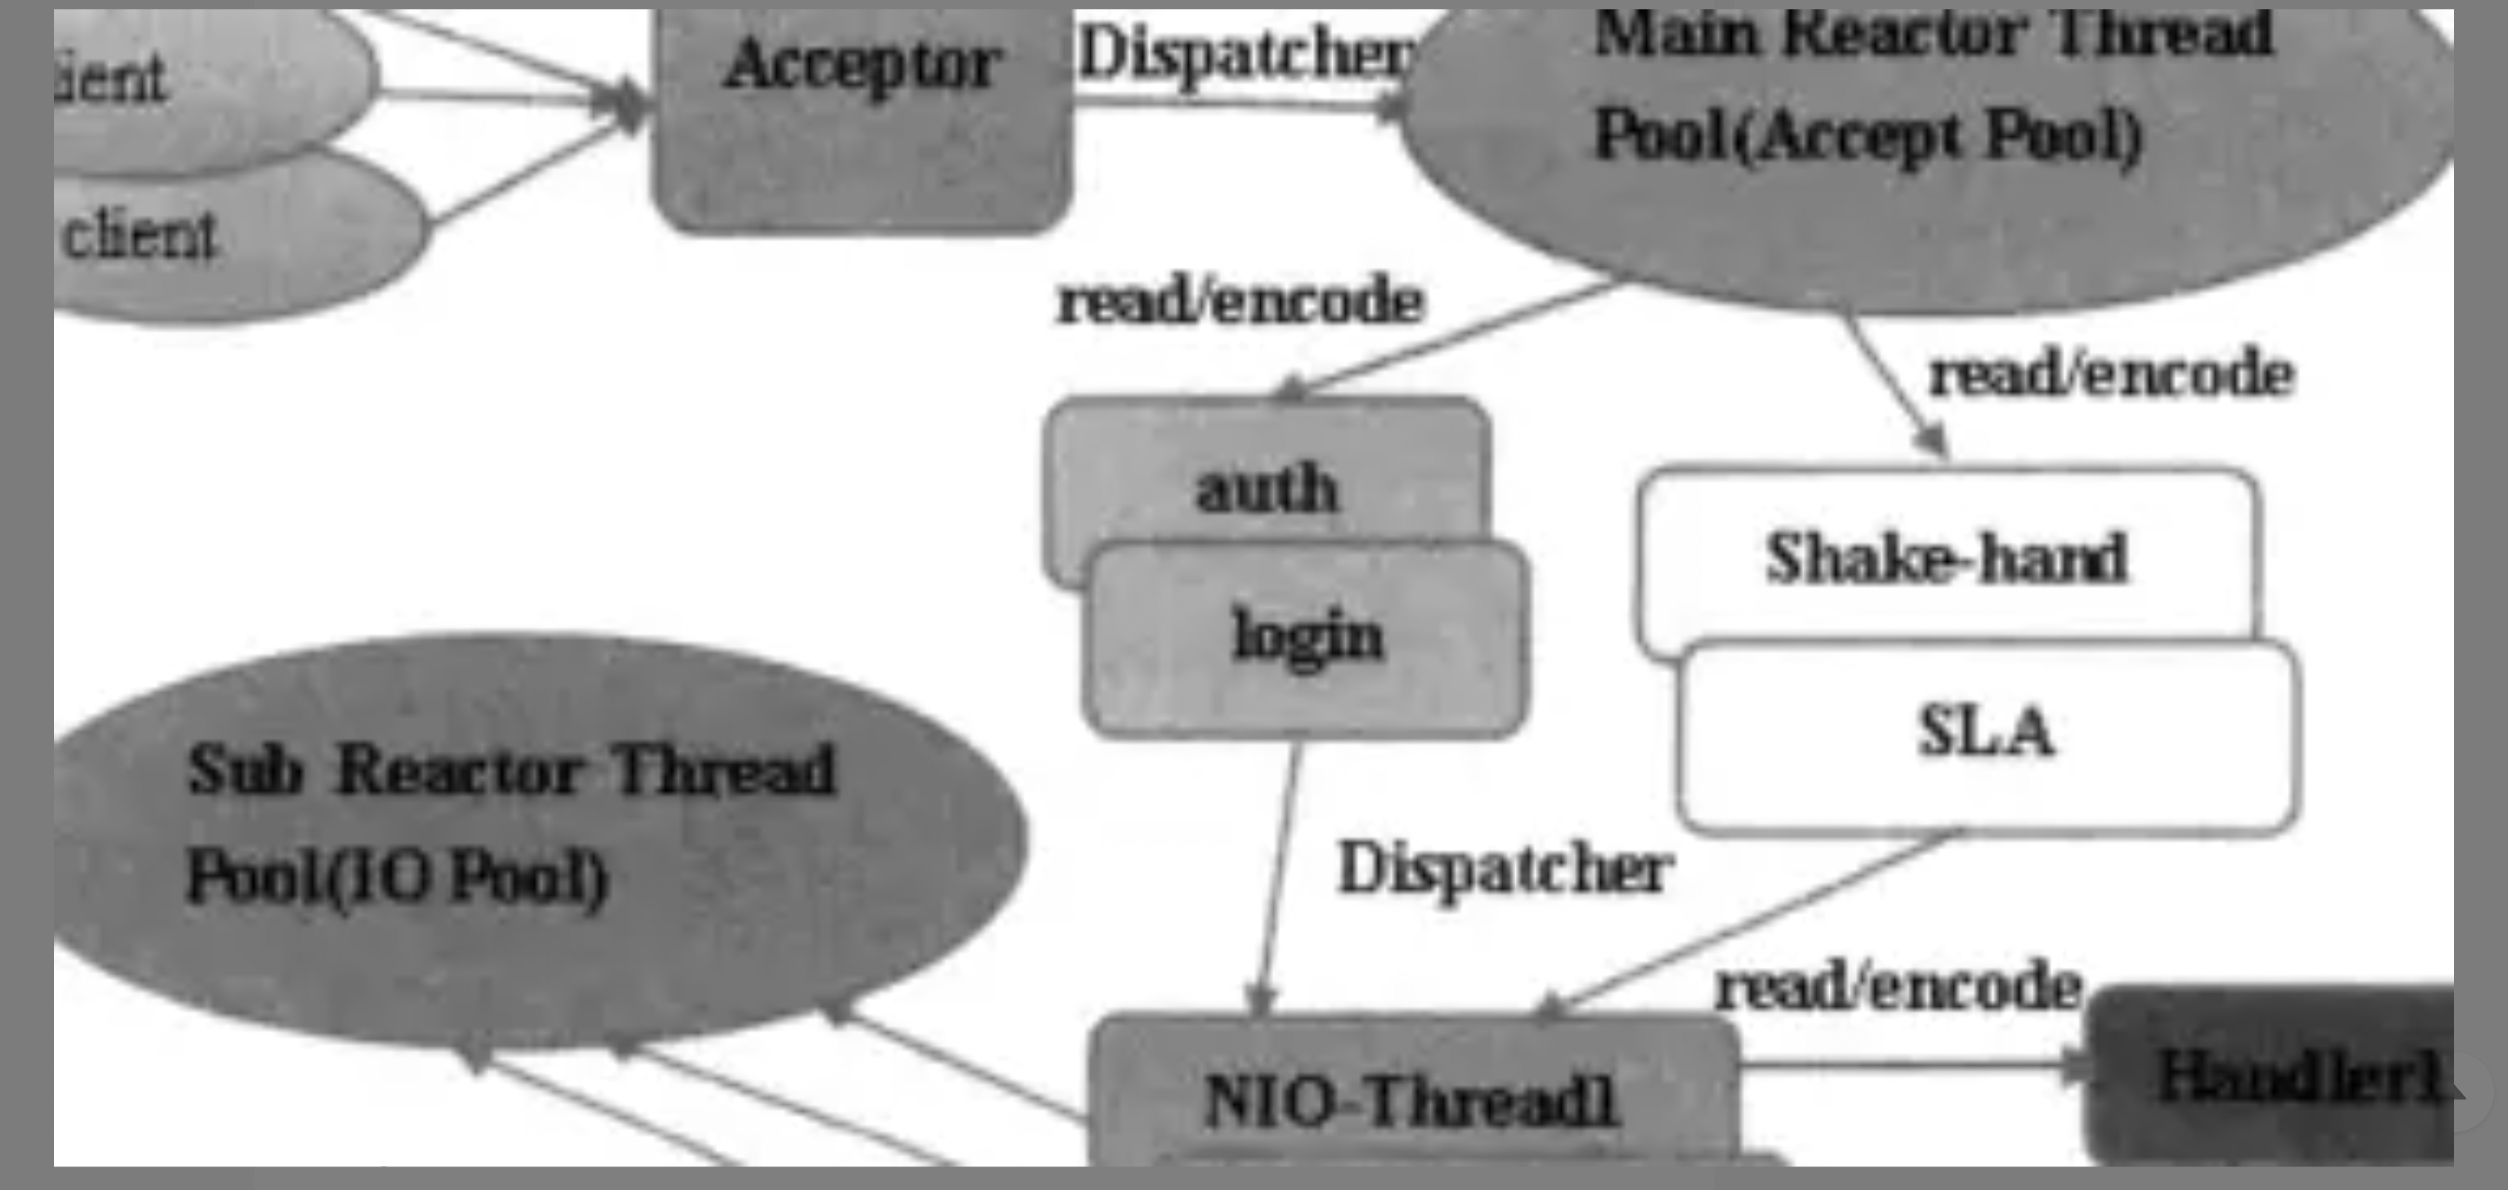 Acceptor
Dispatcher
Main Reactor Thread
Pool(Accept Pool)
client
read/encode
read/encode
auth
login
Shake-hand
SLA
Sub Reactor Thread
Pool(IO Pool)
Dispatcher
read/encode
NIO-Thread1
Handler1